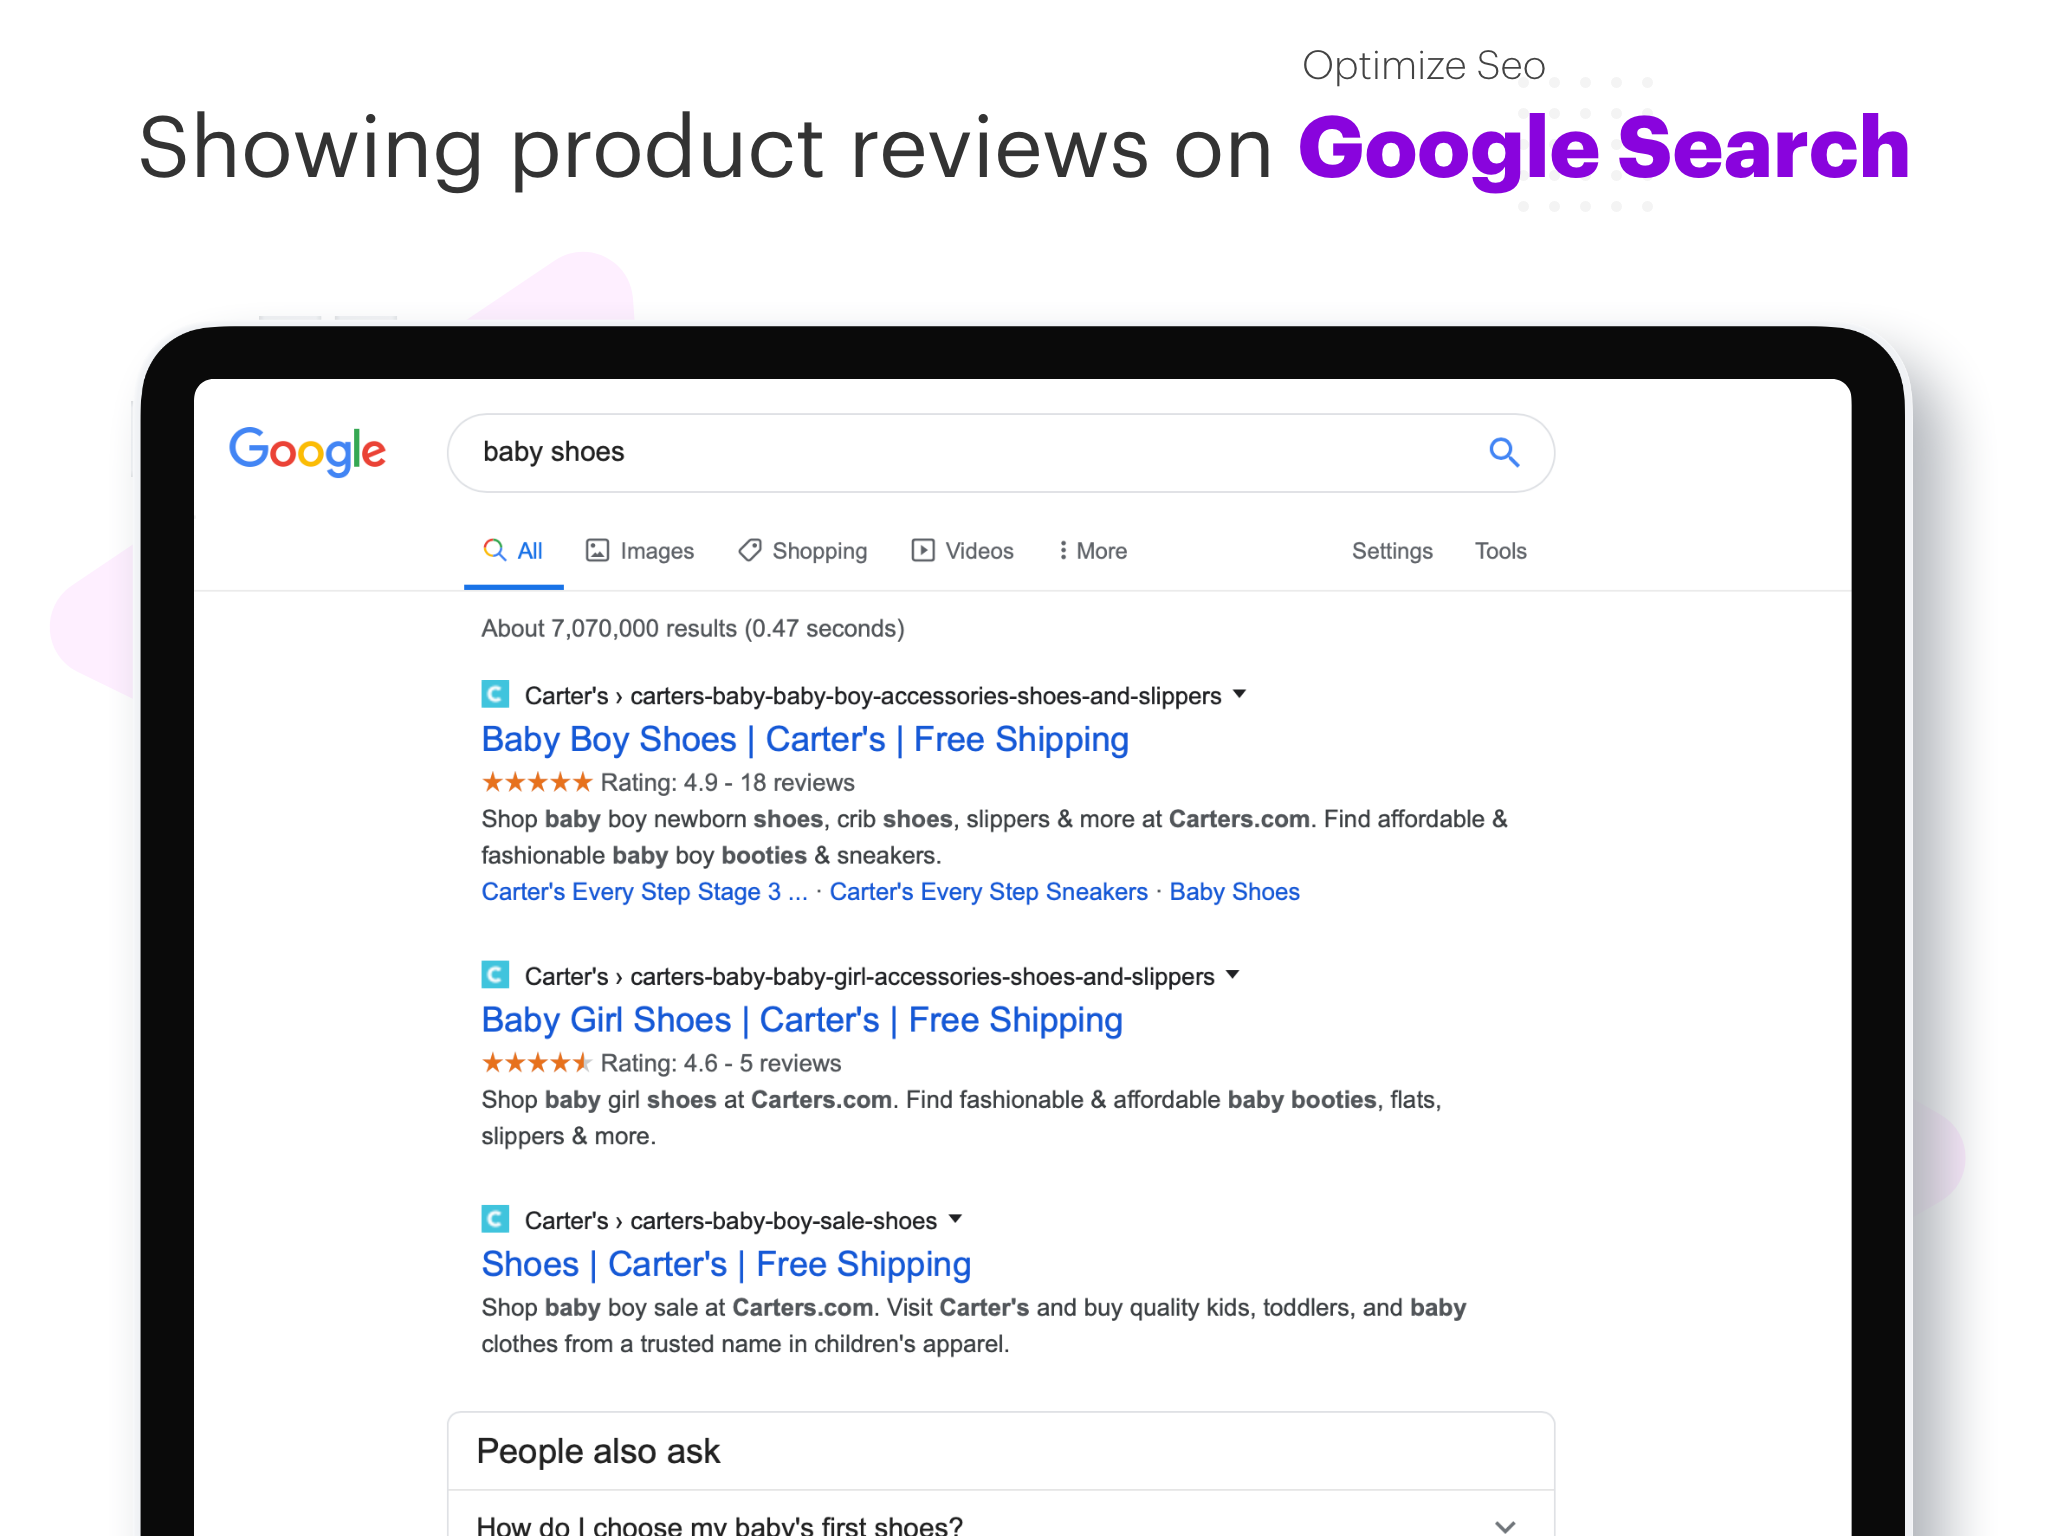 Optimize Seo
Showing product reviews on Google Search
Google
baby shoes
All Images Shopping Videos More Settings Tools
About 7,070,000 results (0.47 seconds)
C Carter's › carters-baby-baby-boy-accessories-shoes-and-slippers
Baby Boy Shoes | Carter's | Free Shipping
★★★★★ Rating: 4.9 - 18 reviews
Shop baby boy newborn shoes, crib shoes, slippers & more at Carters.com. Find affordable &
fashionable baby boy booties & sneakers.
Carter's Every Step Stage 3 ... · Carter's Every Step Sneakers · Baby Shoes
C Carter's › carters-baby-baby-girl-accessories-shoes-and-slippers
Baby Girl Shoes | Carter's | Free Shipping
Rating: 4.6 - 5 reviews
Shop baby girl shoes at Carters.com. Find fashionable & affordable baby booties, flats,
slippers & more.
C Carter's › carters-baby-boy-sale-shoes
Shoes | Carter's | Free Shipping
Shop baby boy sale at Carters.com. Visit Carter's and buy quality kids, toddlers, and baby
clothes from a trusted name in children's apparel.
People also ask
How do I choose my baby's first shoes?